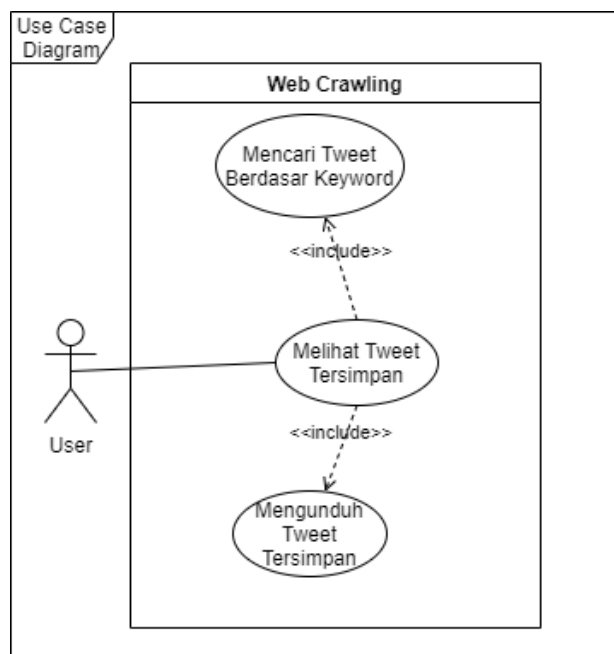 Use Case
Diagram
Web Crawling
Mencari Tweet
Berdasar Keyword
<<include>>
Melihat Tweet
Tersimpan
User
<<include>>
Mengunduh
Tweet
Tersimpan